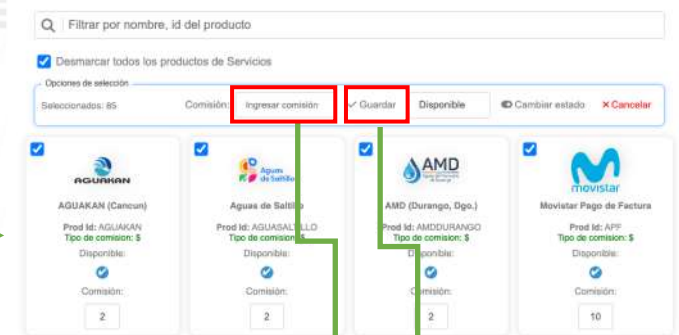 Filtrar por nombre, id del producto
Desmarcar todos los productos de Servicios
Opciones de selección
Seleccionados: 85 Comisión: Ingresar comisión Guardar Disponible Cambiar estado Cancelar
AGUAKAN Aguas de Saltillo AMD movistar
AGUAKAN (Cancun) Aguas de Saltillo AMD (Durango, Dgo.) Movistar Pago de Factura
Prod Id: AGUAKAN Prod Id: AGUASALTILLO Prod Id: AMDDURANGO Prod Id: APF
Tipo de comision: $ Tipo de comision: $ Tipo de comision: $ Tipo de comision: $
Disponible: Disponible: Disponible: Disponible:
Comisión: Comisión: Comisión: Comisión:
2 2 2 10